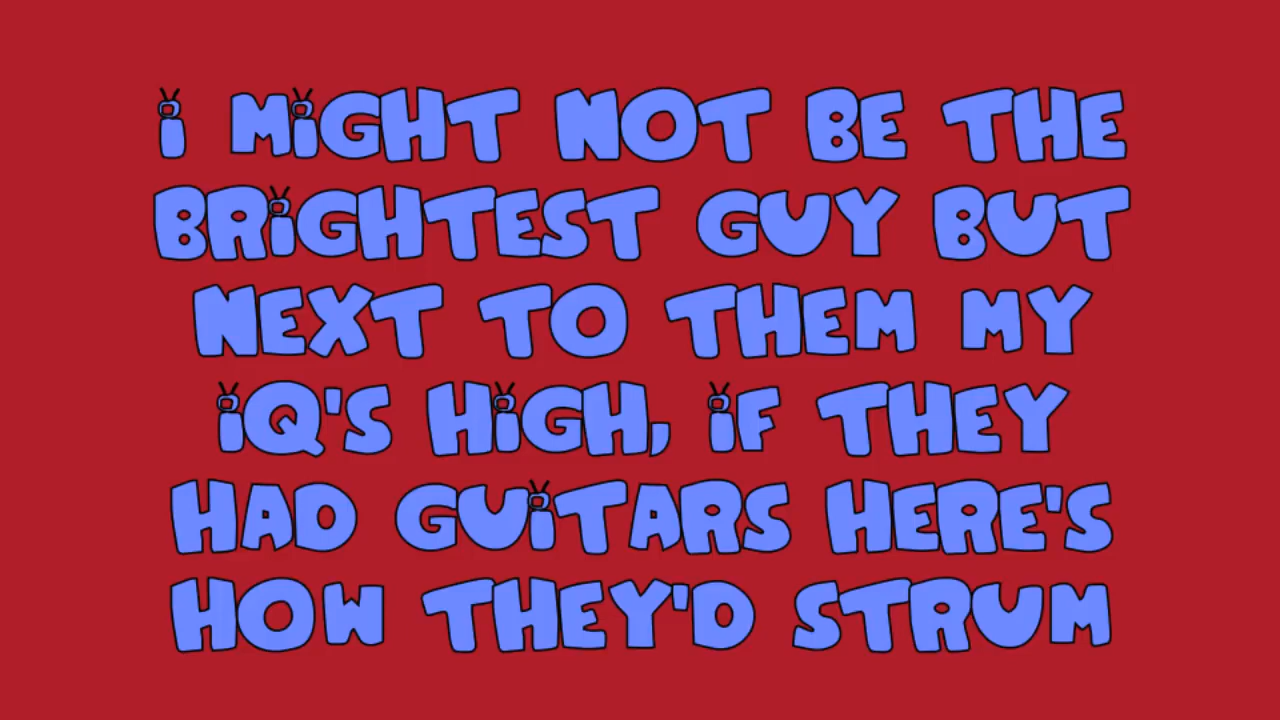 i MiGHT NOT BE THE
BRiGHTEST GUY BUT
NEXT TO THEM MY
iQ'S HiGH, iF THEY
HAD GUiTARS HERE'S
HOW THEY'D STRUM